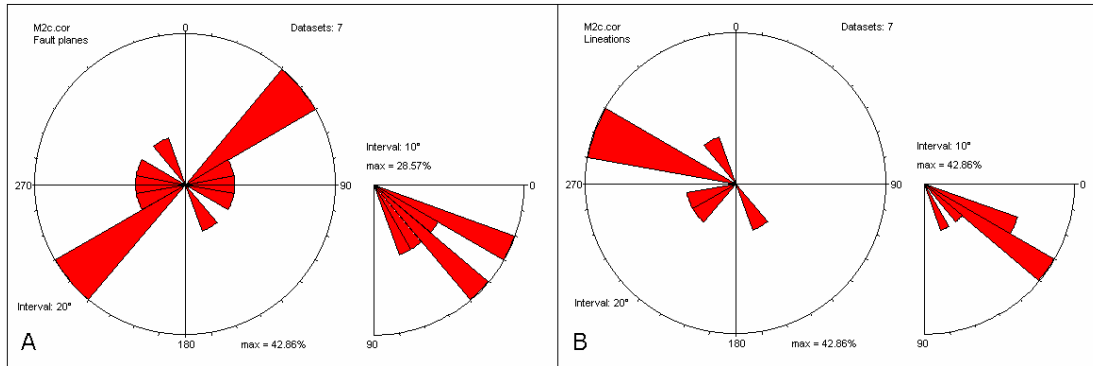 M2c.cor
Fault planes
0
Datasets: 7
270
90
Interval: 10°
max = 28.57%
0
90
Interval: 20°
180
max = 42.86%
A
M2c.cor
Lineations
0
Datasets: 7
270
90
Interval: 10°
max = 42.86%
0
90
Interval: 20°
180
max = 42.86%
B